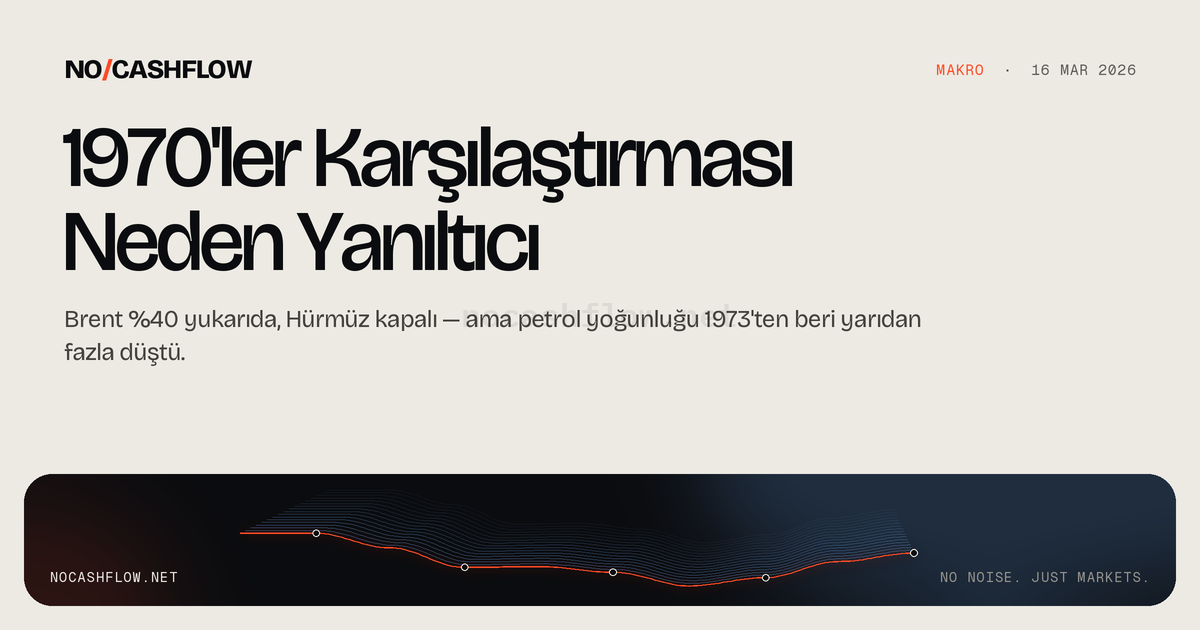 NO/CASHFLOW
MAKRO · 16 MAR 2026
1970'ler Karşılaştırması
Neden Yanıltıcı
Brent %40 yukarıda, Hürmüz kapalı — ama petrol yoğunluğu 1973'ten beri yarıdan
fazla düştü.
NOCASHFLOW.NET
NO NOISE. JUST MARKETS.